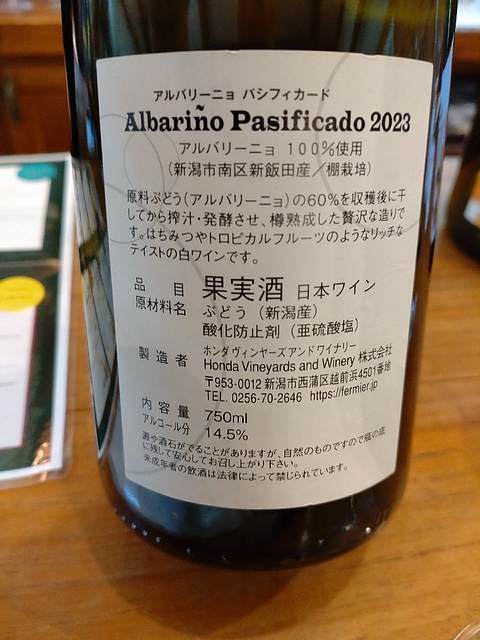 アルバリーニョ パシフィカード
Albariño Pasificado 2023
アルバリーニョ 100%使用
（新潟市南区新飯田産／棚栽培）
原料ぶどう（アルバリーニョ）の60%を収穫後に干
してから搾汁・発酵させ、樽熟成した贅沢な造りで
す。はちみつやトロピカルフルーツのようなリッチな
テイストの白ワインです。
品目 果実酒 日本ワイン
原材料名 ぶどう（新潟産）
酸化防止剤（亜硫酸塩）
製造者 ホンダヴィンヤーズアンドワイナリー
Honda Vineyards and Winery 株式会社
〒953-0012 新潟市西蒲区越前浜4501番地
TEL. 0256-70-2646 https://fermier.jp
内容量 750ml
アルコール分 14.5%
澱や酒石がでることがありますが、自然のものですので瓶の底
に残して安心してお召し上がり下さい。
未成年者の飲酒は法律によって禁じられています。